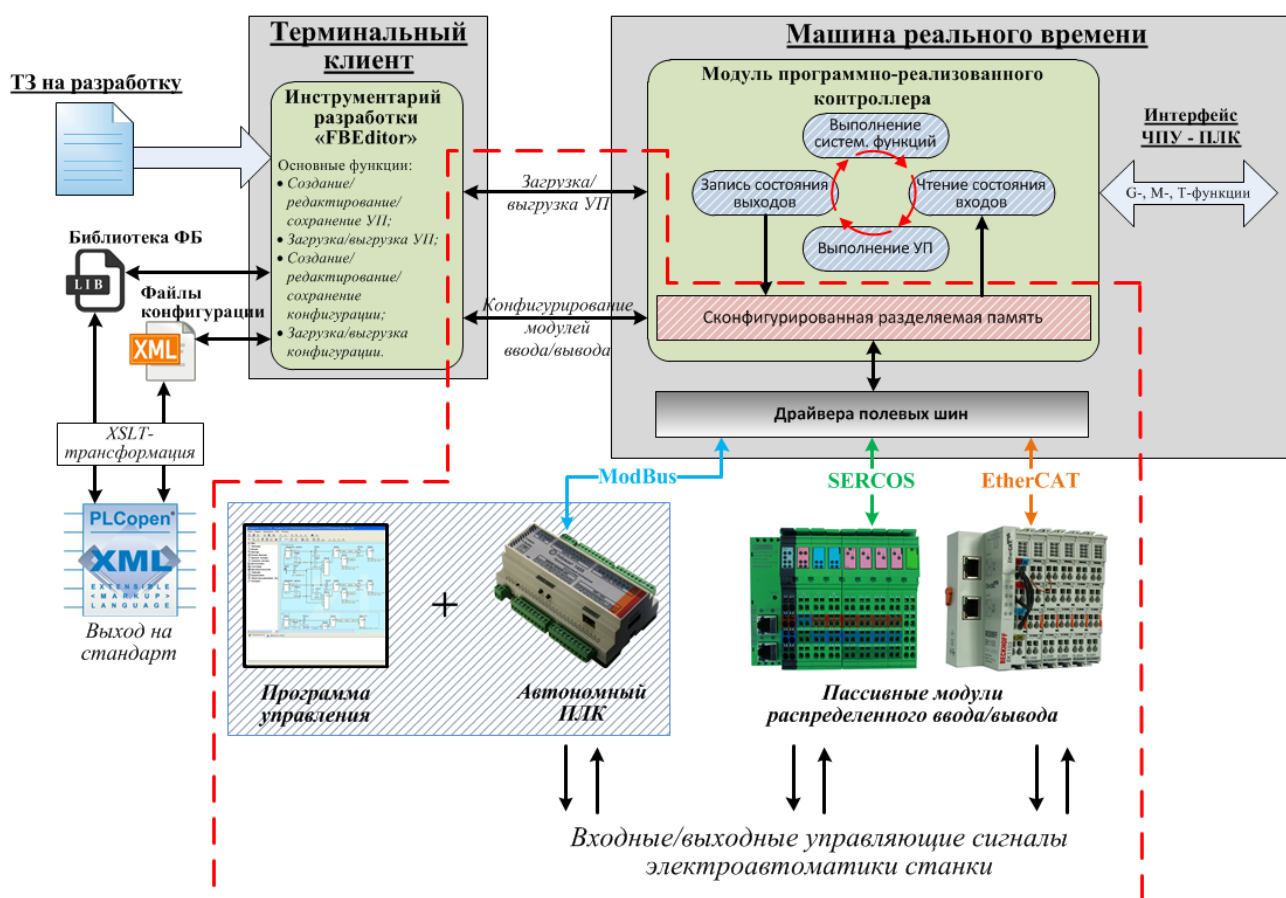 ТЗ на разработку
Терминальный
клиент
Инструментарий
разработки
«FBEditor»
Основные функции:
• Создание/
редактирование/
сохранение УП;
• Загрузка/выгрузка УП;
• Создание/
редактирование/
сохранение
конфигурации;
• Загрузка/выгрузка
конфигурации.
Загрузка/
выгрузка УП
Конфигурирование
модулей
ввода/вывода
Машина реального времени
Модуль программно-реализованного
контроллера
Выполнение
систем. функций
Запись состояния
выходов
Чтение состояния
входов
Выполнение УП
Сконфигурированная разделяемая память
Драйвера полевых шин
Интерфейс
ЧПУ - ПЛК
G-, M-, T-функции
Библиотека ФБ
LIB
Файлы
конфигурации
XML
XSLT-
трансформация
PLCopen®
XML
EXTENSIBLE
<MARKUP>
LANGUAGE
Выход на
стандарт
ModBus
SERCOS
EtherCAT
+
Программа
управления
Автономный
ПЛК
BECKHOFF
Пассивные модули
распределенного ввода/вывода
Входные/выходные управляющие сигналы
электроавтоматики станки